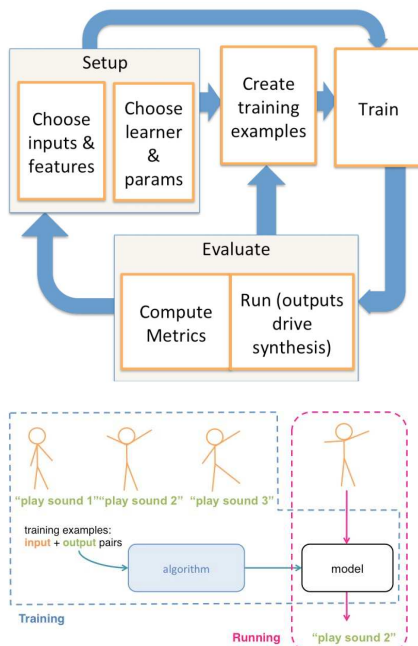 Setup
Choose
inputs &
features
Choose
learner
&
params
Create
training
examples
Train
Evaluate
Compute
Metrics
Run (outputs
drive
synthesis)
"play sound 1" "play sound 2" "play sound 3"
training examples:
input + output pairs
algorithm
model
Training
Running
"play sound 2"